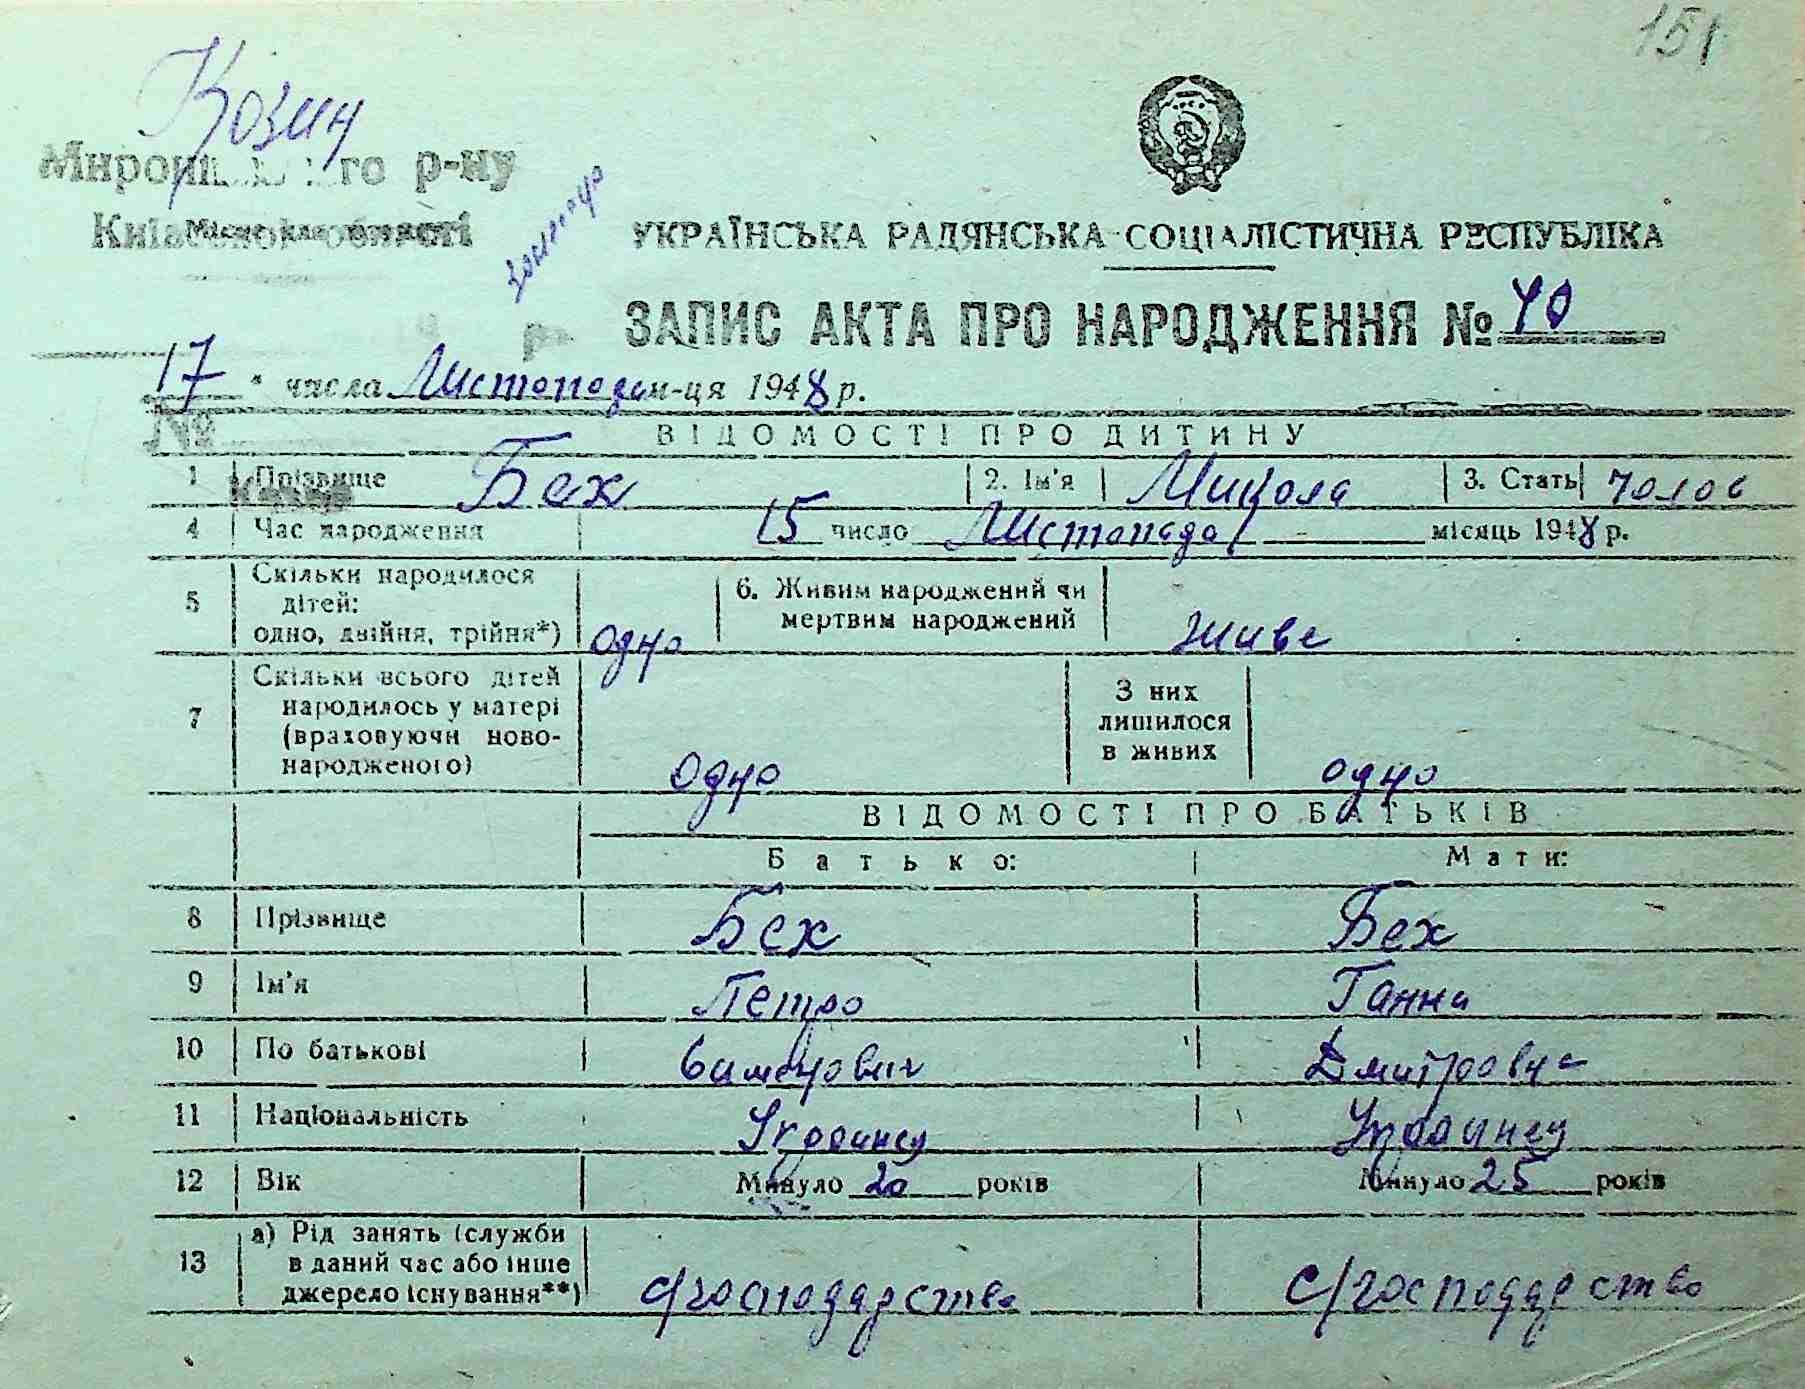 151
Козин
Миронівського р-ну
Київської області
УКРАЇНСЬКА РАДЯНСЬКА СОЦІАЛІСТИЧНА РЕСПУБЛІКА
ЗАПИС АКТА ПРО НАРОДЖЕННЯ № 40
17 " числа Листопада м-ця 1948 р.
№ ВІДОМОСТІ ПРО ДИТИНУ
1 Прізвище Бех 2. Ім'я Микола 3. Стать чолов
4 Час народження 15 число Листопада місяць 1948 р.
5 Скільки народилося дітей: одно, двійня, трійня*) одно 6. Живим народжений чи мертвим народжений живе
7 Скільки всього дітей народилось у матері (враховуючи новонародженого) одно З них лишилося в живих одно
ВІДОМОСТІ ПРО БАТЬКІВ
Батько: Мати:
8 Прізвище Бех Бех
9 Ім'я Петро Ганна
10 По батькові Симонович Дмитровна
11 Національність Украинец Украинец
12 Вік Минуло 20 років Минуло 25 років
13 а) Рід занять (служби в даний час або інше джерело існування**) с/господарство с/господарство